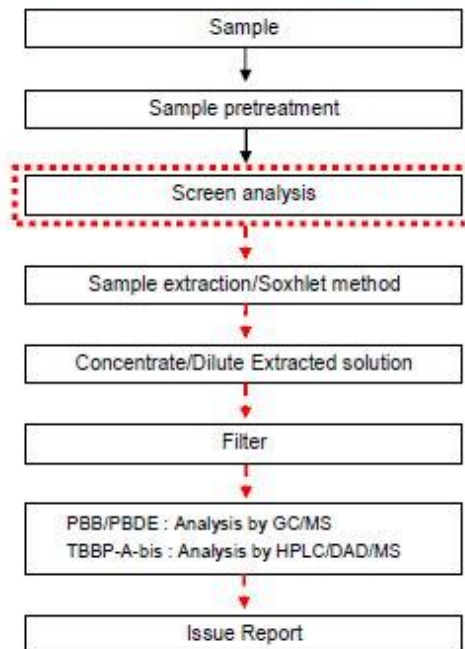 Sample
Sample pretreatment
Screen analysis
Sample extraction/Soxhlet method
Concentrate/Dilute Extracted solution
Filter
PBB/PBDE : Analysis by GC/MS
TBBP-A-bis : Analysis by HPLC/DAD/MS
Issue Report